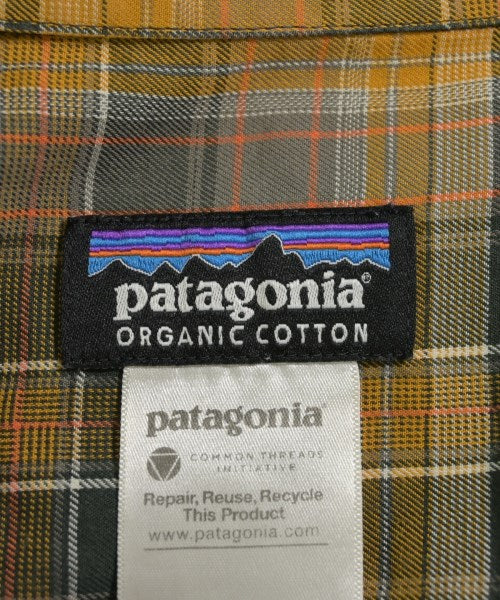 patagonia®
ORGANIC COTTON
patagonia®
COMMON THREADS
INITIATIVE
Repair, Reuse, Recycle
This Product
www.patagonia.com